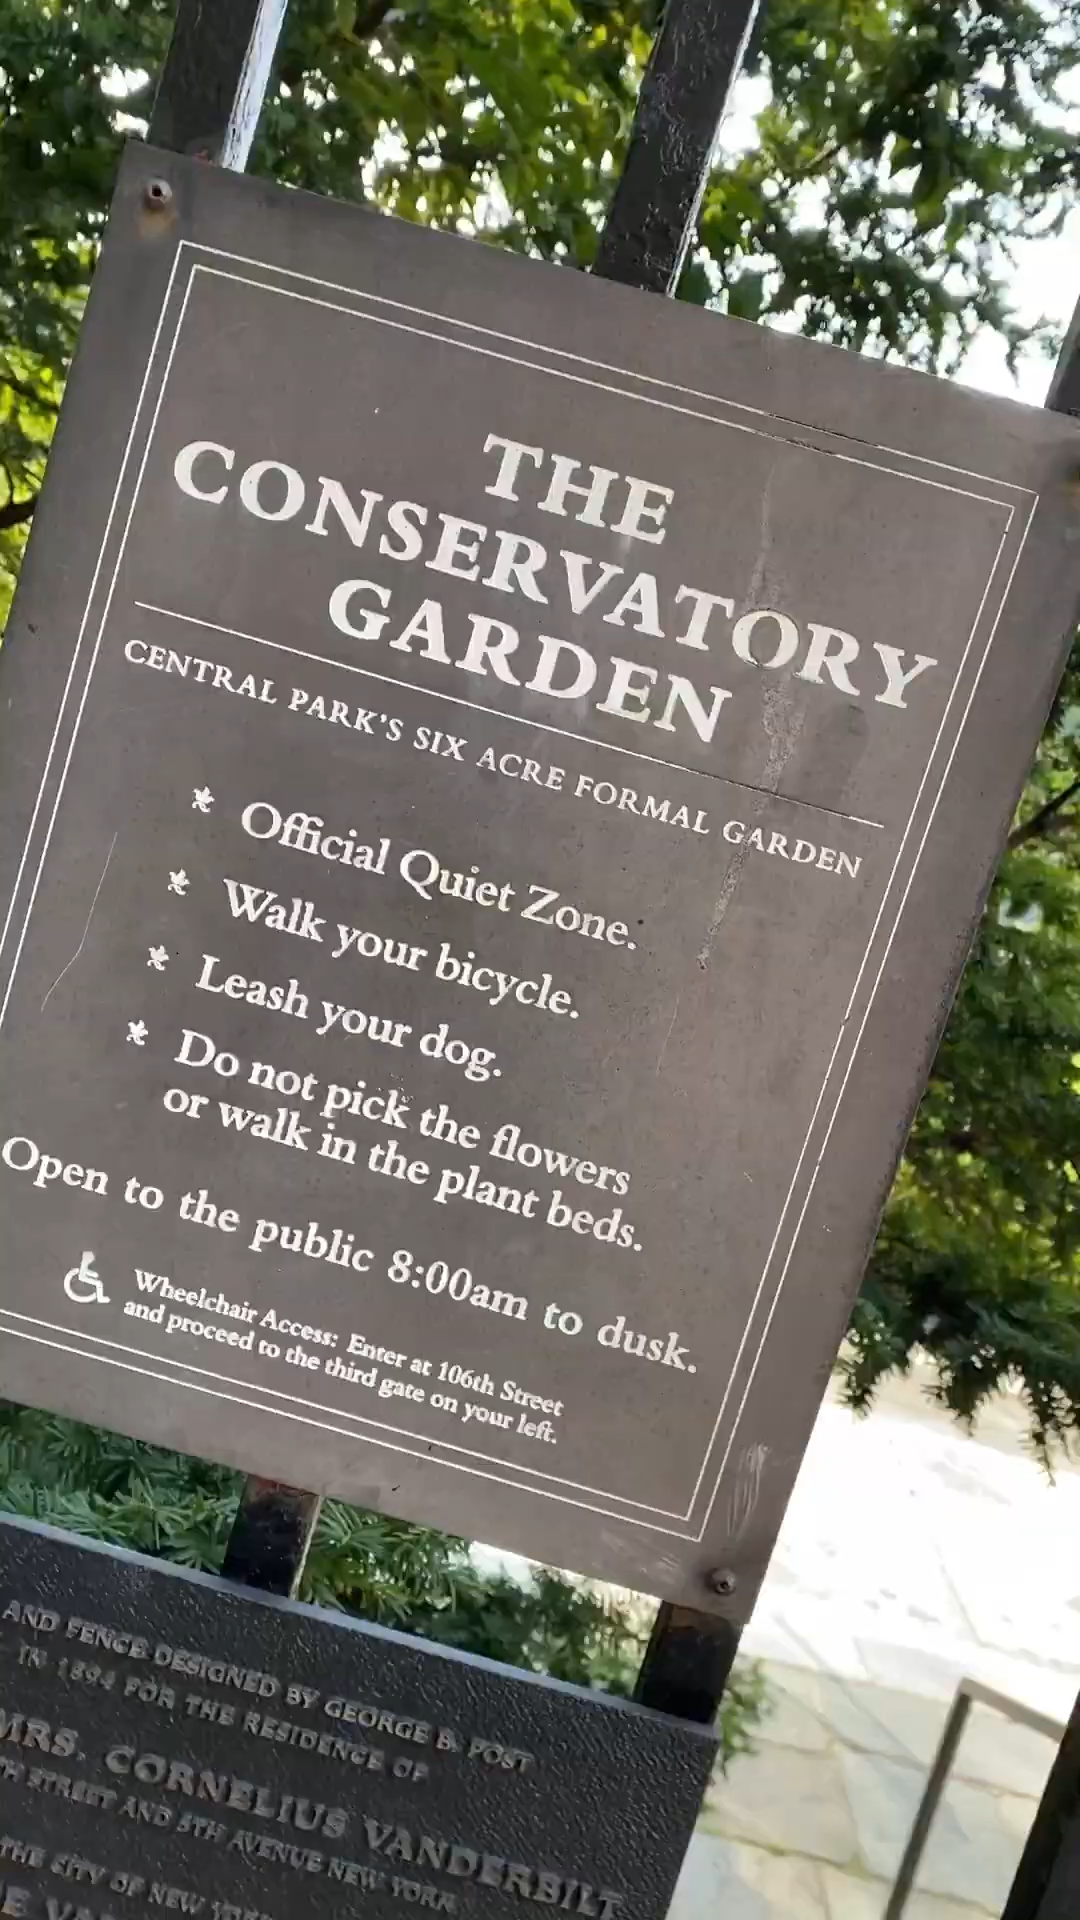 THE
CONSERVATORY
GARDEN
CENTRAL PARK'S SIX ACRE FORMAL GARDEN
Official Quiet Zone.
Walk your bicycle.
Leash your dog.
Do not pick the flowers
or walk in the plant beds.
Open to the public 8:00am to dusk.
Wheelchair Access: Enter at 106th Street
and proceed to the third gate on your left.
AND FENCE DESIGNED BY GEORGE B. POST
IN 1894 FOR THE RESIDENCE OF
MRS. CORNELIUS VANDERBILT
STREET AND 5TH AVENUE NEW YORK
THE CITY OF NEW YORK